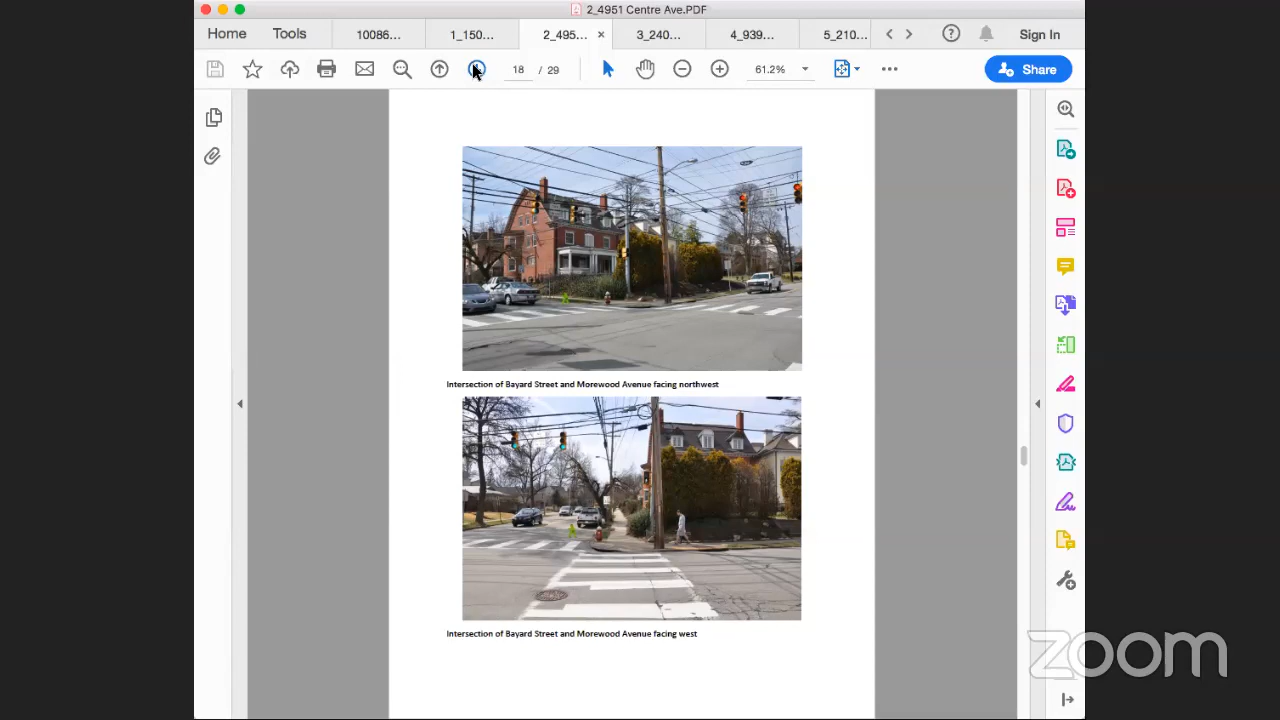 2_4951 Centre Ave.PDF
Home Tools 10086... 1_150... 2_495... × 3_240... 4_939... 5_210... Sign In
18 / 29 61.2% Share
Intersection of Bayard Street and Morewood Avenue facing northwest
Intersection of Bayard Street and Morewood Avenue facing west
zoom